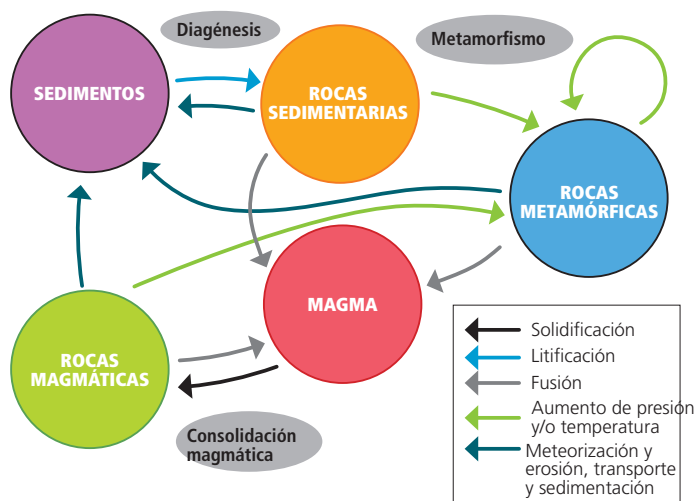 Diagénesis
Metamorfismo
SEDIMENTOS
ROCAS
SEDIMENTARIAS
ROCAS
METAMÓRFICAS
MAGMA
ROCAS
MAGMÁTICAS
Consolidación
magmática
Solidificación
Litificación
Fusión
Aumento de presión
y/o temperatura
Meteorización y
erosión, transporte
y sedimentación